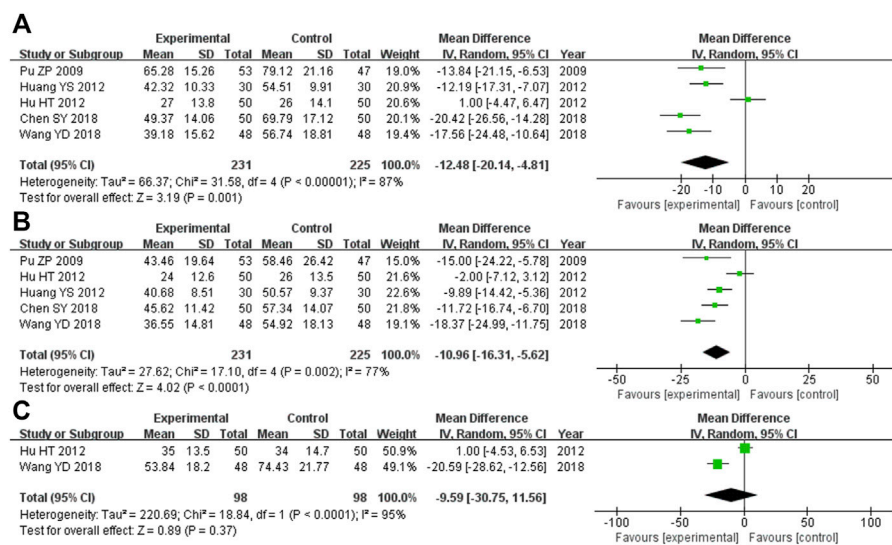 A
Experimental Control Mean Difference Mean Difference
Study or Subgroup Mean SD Total Mean SD Total Weight IV, Random, 95% CI Year IV, Random, 95% CI
Pu ZP 2009 65.28 15.26 53 79.12 21.16 47 19.0% -13.84 [-21.15, -6.53] 2009
Huang YS 2012 42.32 10.33 30 54.51 9.91 30 20.9% -12.19 [-17.31, -7.07] 2012
Hu HT 2012 27 13.8 50 26 14.1 50 20.6% 1.00 [-4.47, 6.47] 2012
Chen SY 2018 49.37 14.06 50 69.79 17.12 50 20.1% -20.42 [-26.56, -14.28] 2018
Wang YD 2018 39.18 15.62 48 56.74 18.81 48 19.4% -17.56 [-24.48, -10.64] 2018
Total (95% CI) 231 225 100.0% -12.48 [-20.14, -4.81]
Heterogeneity: Tau² = 66.37; Chi² = 31.58, df = 4 (P < 0.00001); I² = 87%
Test for overall effect: Z = 3.19 (P = 0.001)
-20 -10 0 10 20
Favours [experimental] Favours [control]
B
Experimental Control Mean Difference Mean Difference
Study or Subgroup Mean SD Total Mean SD Total Weight IV, Random, 95% CI Year IV, Random, 95% CI
Pu ZP 2009 43.46 19.64 53 58.46 26.42 47 15.0% -15.00 [-24.22, -5.78] 2009
Hu HT 2012 24 12.6 50 26 13.5 50 21.6% -2.00 [-7.12, 3.12] 2012
Huang YS 2012 40.68 8.51 30 50.57 9.37 30 22.6% -9.89 [-14.42, -5.36] 2012
Chen SY 2018 45.62 11.42 50 57.34 14.07 50 21.8% -11.72 [-16.74, -6.70] 2018
Wang YD 2018 36.55 14.81 48 54.92 18.13 48 19.1% -18.37 [-24.99, -11.75] 2018
Total (95% CI) 231 225 100.0% -10.96 [-16.31, -5.62]
Heterogeneity: Tau² = 27.62; Chi² = 17.10, df = 4 (P = 0.002); I² = 77%
Test for overall effect: Z = 4.02 (P < 0.0001)
-50 -25 0 25 50
Favours [experimental] Favours [control]
C
Experimental Control Mean Difference Mean Difference
Study or Subgroup Mean SD Total Mean SD Total Weight IV, Random, 95% CI Year IV, Random, 95% CI
Hu HT 2012 35 13.5 50 34 14.7 50 50.9% 1.00 [-4.53, 6.53] 2012
Wang YD 2018 53.84 18.2 48 74.43 21.77 48 49.1% -20.59 [-28.62, -12.56] 2018
Total (95% CI) 98 98 100.0% -9.59 [-30.75, 11.56]
Heterogeneity: Tau² = 220.69; Chi² = 18.84, df = 1 (P < 0.0001); I² = 95%
Test for overall effect: Z = 0.89 (P = 0.37)
-100 -50 0 50 100
Favours [experimental] Favours [control]